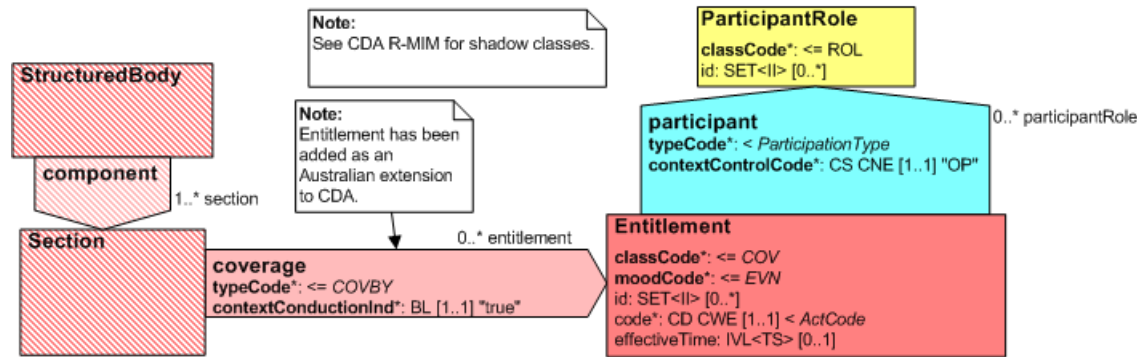 Note:
See CDA R-MIM for shadow classes.
ParticipantRole
classCode*: <= ROL
id: SET<II> [0..*]
StructuredBody
component
1..* section
Note:
Entitlement has been
added as an
Australian extension
to CDA.
participant
typeCode*: < ParticipationType
contextControlCode*: CS CNE [1..1] "OP"
0..* participantRole
Section
coverage
typeCode*: <= COVBY
contextConductionInd*: BL [1..1] "true"
0..* entitlement
Entitlement
classCode*: <= COV
moodCode*: <= EVN
id: SET<II> [0..*]
code*: CD CWE [1..1] < ActCode
effectiveTime: IVL<TS> [0..1]